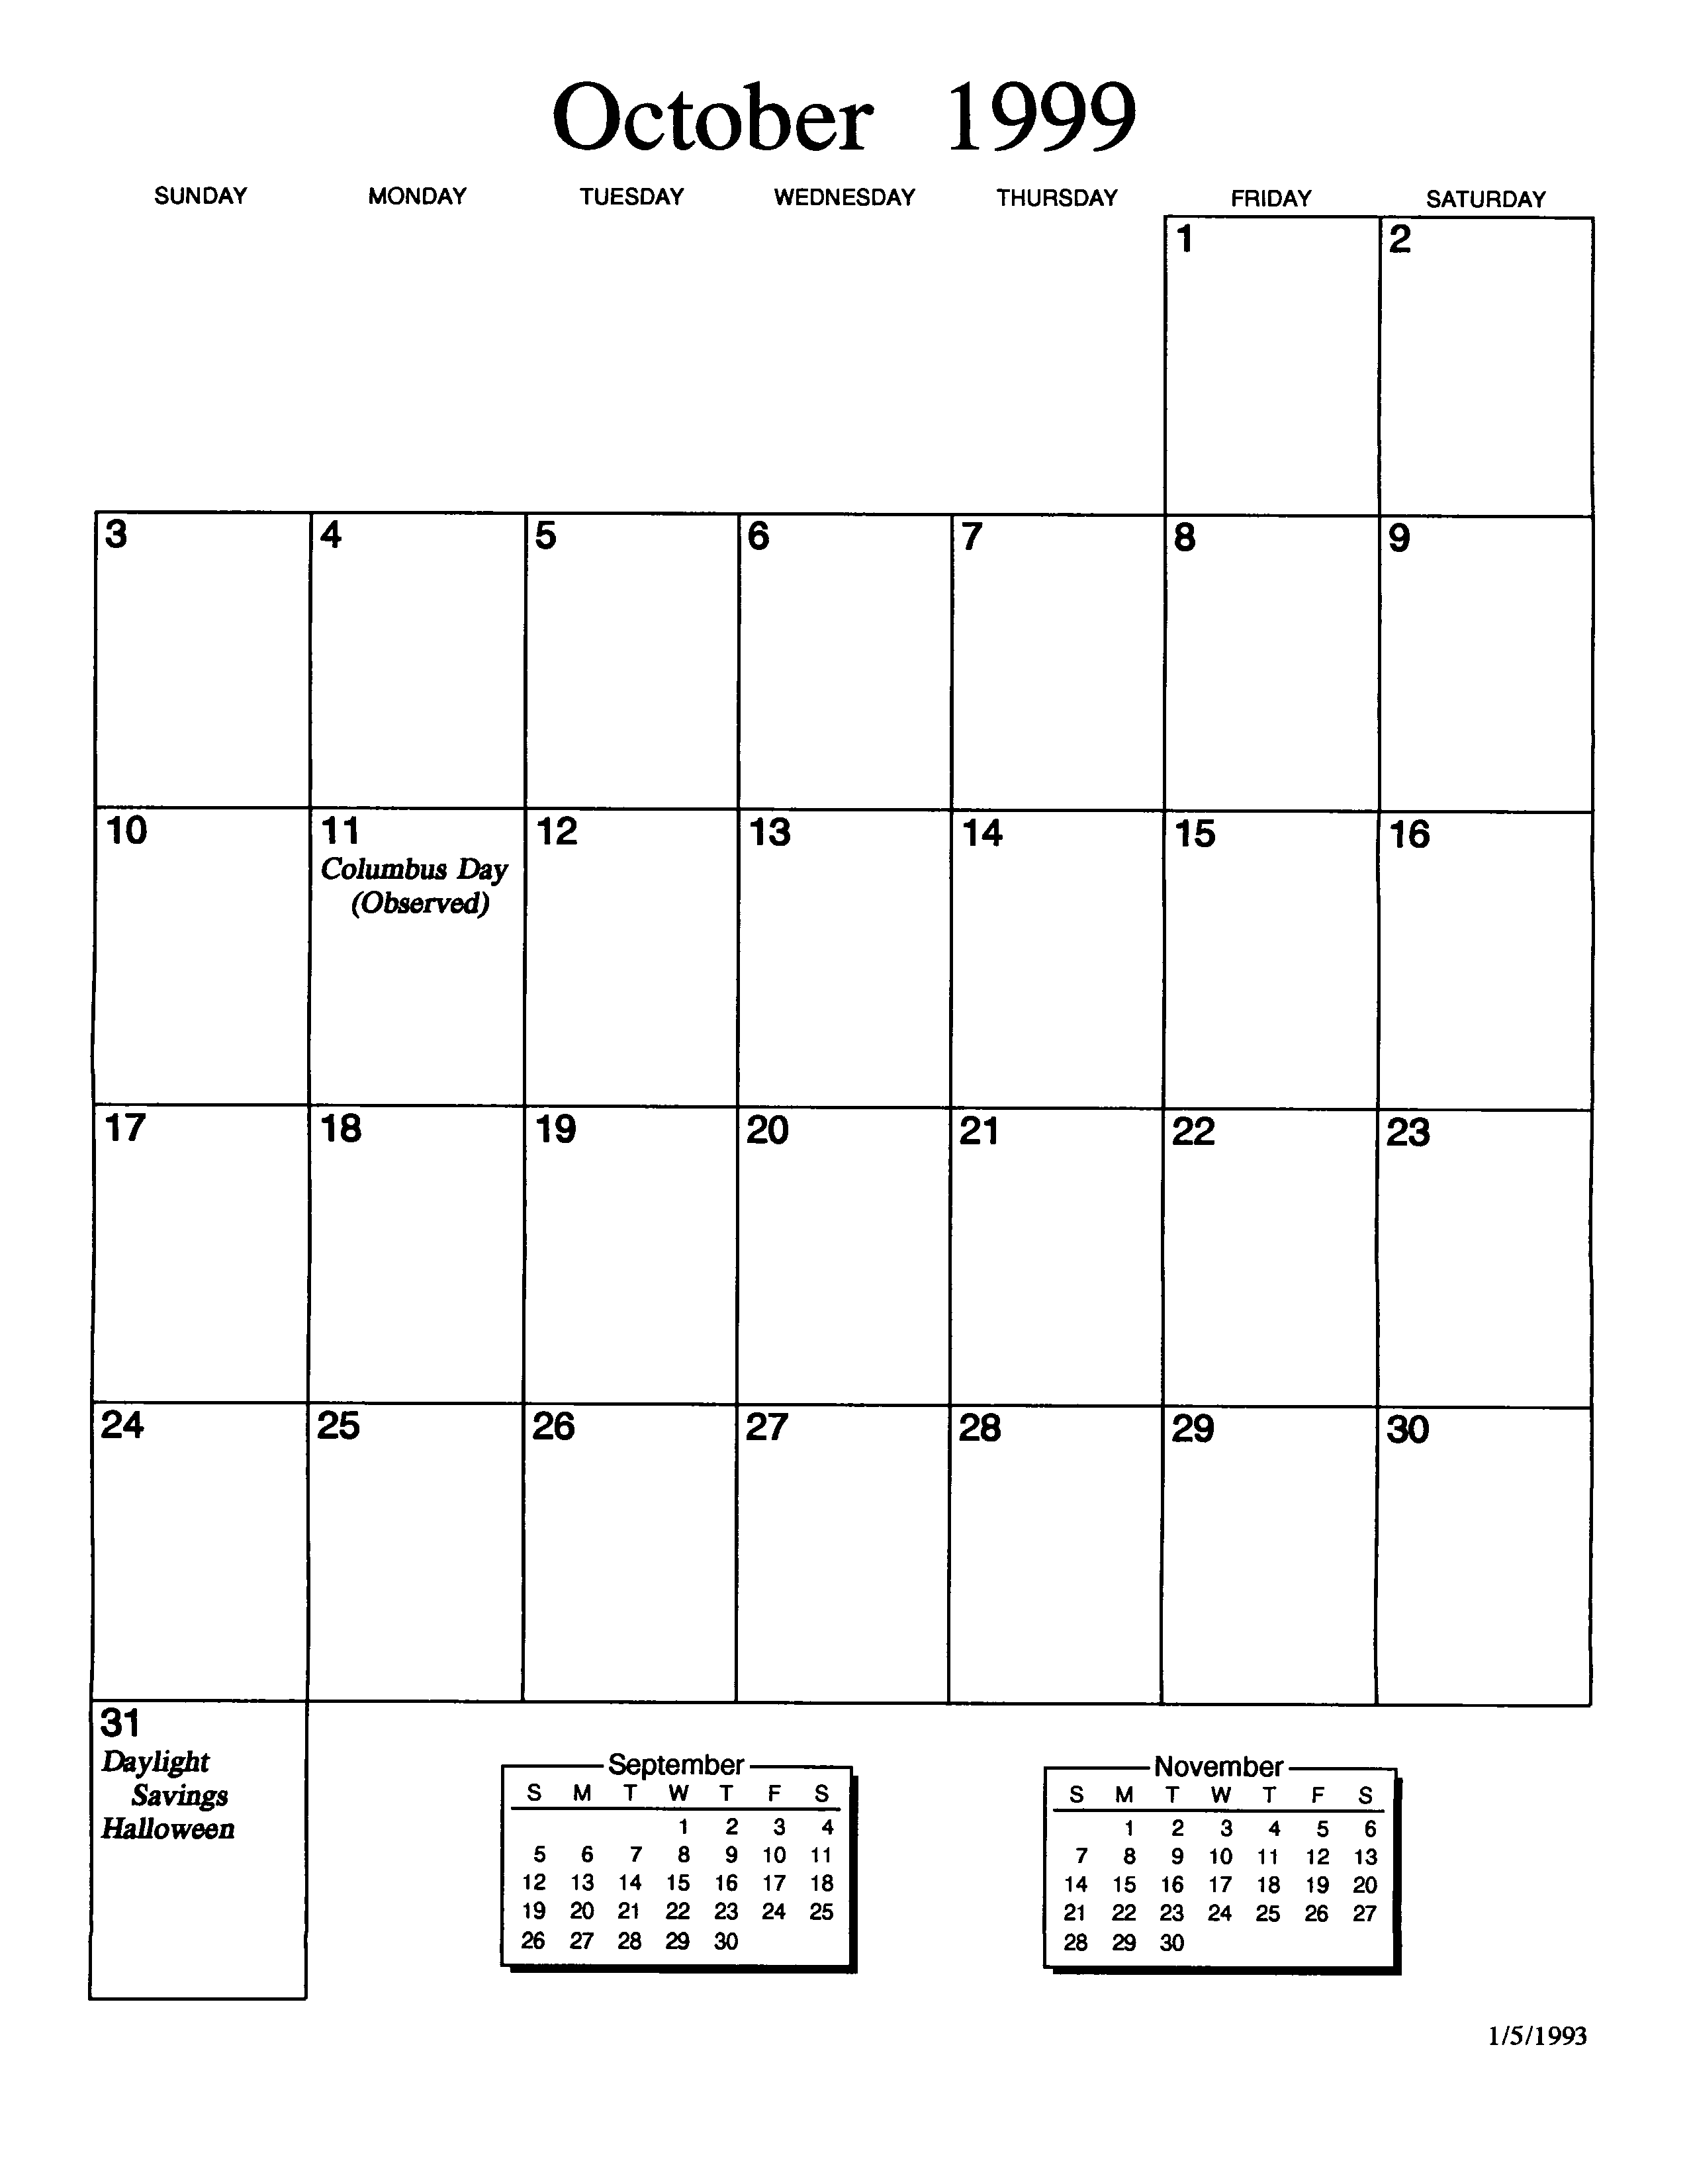 October 1999
SUNDAY MONDAY TUESDAY WEDNESDAY THURSDAY FRIDAY SATURDAY
1 2
3 4 5 6 7 8 9
10 11 12 13 14 15 16
Columbus Day
(Observed)
17 18 19 20 21 22 23
24 25 26 27 28 29 30
31
Daylight
Savings
Halloween
September
S M T W T F S
1 2 3 4
5 6 7 8 9 10 11
12 13 14 15 16 17 18
19 20 21 22 23 24 25
26 27 28 29 30
November
S M T W T F S
1 2 3 4 5 6
7 8 9 10 11 12 13
14 15 16 17 18 19 20
21 22 23 24 25 26 27
28 29 30
1/5/1993